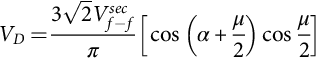 $V_D = \frac{3\sqrt{2}V_{f-f}^{sec}}{\pi} \left[ \cos \left( \alpha + \frac{\mu}{2} \right) \cos \frac{\mu}{2} \right]$